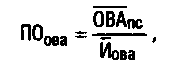 ПОова = ОВАпс / Йова ,